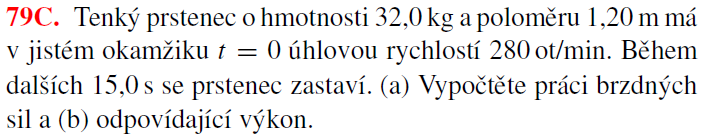 79C. Tenký prstenec o hmotnosti 32,0 kg a poloměru 1,20 m má
v jistém okamžiku t = 0 úhlovou rychlostí 280 ot/min. Během
dalších 15,0 s se prstenec zastaví. (a) Vypočtěte práci brzdných
sil a (b) odpovídající výkon.